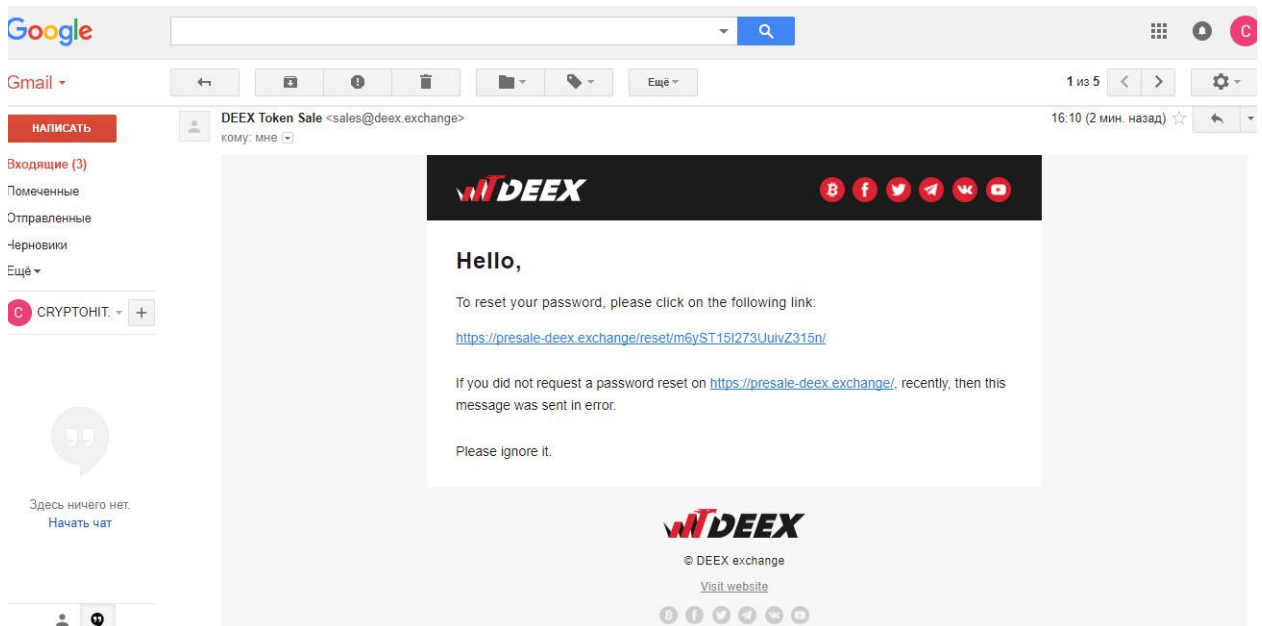 Google
Gmail
Ещё
1 из 5
НАПИСАТЬ
Входящие (3)
Помеченные
Отправленные
Черновики
Ещё
CRYPTOHIT.
Здесь ничего нет.
Начать чат
DEEX Token Sale <sales@deex.exchange>
16:10 (2 мин. назад)
кому: мне
DEEX
Hello,
To reset your password, please click on the following link:
https://presale-deex.exchange/reset/m6yST15I273UuivZ315n/
If you did not request a password reset on https://presale-deex.exchange/, recently, then this
message was sent in error.
Please ignore it.
DEEX
© DEEX exchange
Visit website